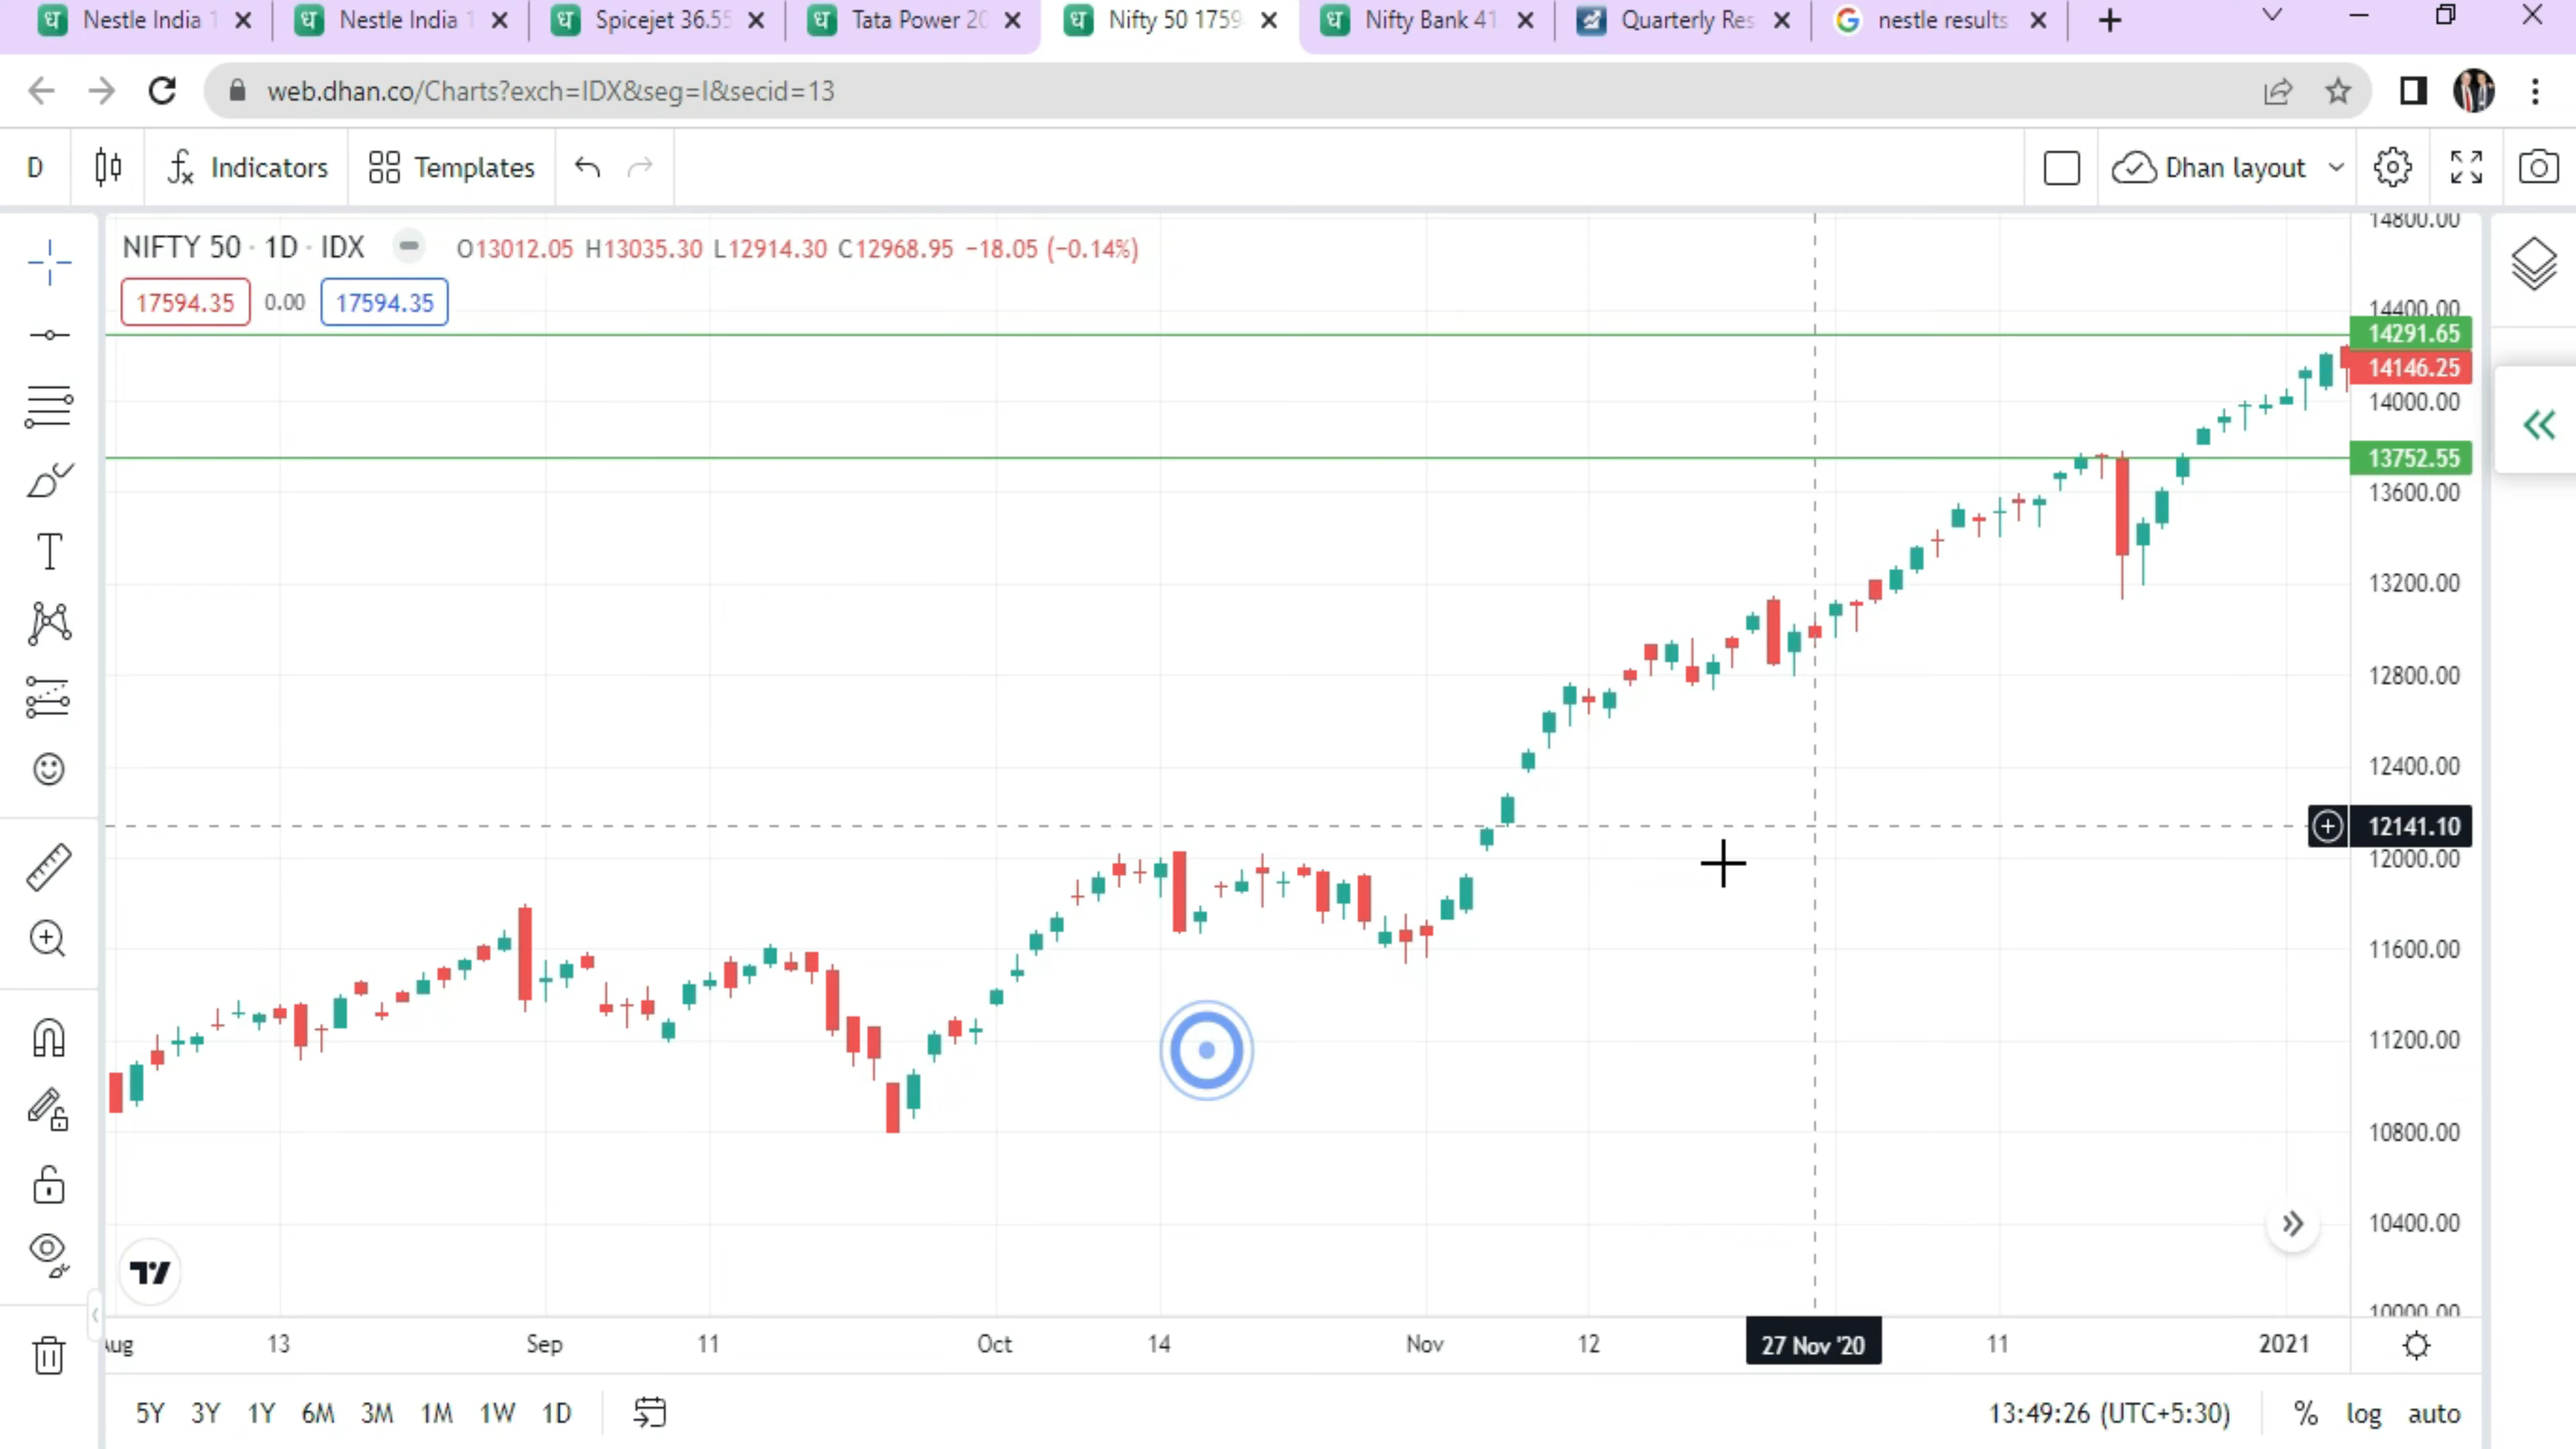 ध Nestle India 1 ध Nestle India 1 ध Spicejet 36.55 ध Tata Power 20 ध Nifty 50 1759 ध Nifty Bank 41 Quarterly Res G nestle results
web.dhan.co/Charts?exch=IDX&seg=I&secid=13
D Indicators Templates Dhan layout
NIFTY 50 · 1D · IDX O13012.05 H13035.30 L12914.30 C12968.95 −18.05 (−0.14%)
17594.35 0.00 17594.35
14800.00
14400.00
14291.65
14146.25
14000.00
13752.55
13600.00
13200.00
12800.00
12400.00
12141.10
12000.00
11600.00
11200.00
10800.00
10400.00
10000.00
Aug 13 Sep 11 Oct 14 Nov 12 27 Nov '20 11 2021
5Y 3Y 1Y 6M 3M 1M 1W 1D 13:49:26 (UTC+5:30) % log auto